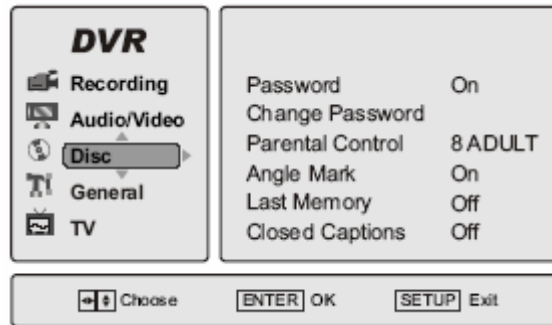 DVR
Recording
Audio/Video
Disc
General
TV
Password On
Change Password
Parental Control 8 ADULT
Angle Mark On
Last Memory Off
Closed Captions Off
Choose ENTER OK SETUP Exit